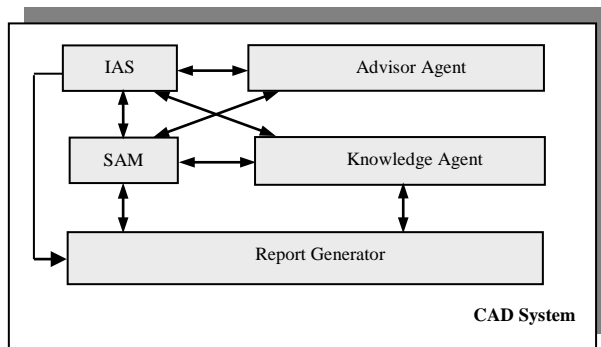 IAS
Advisor Agent
SAM
Knowledge Agent
Report Generator
CAD System